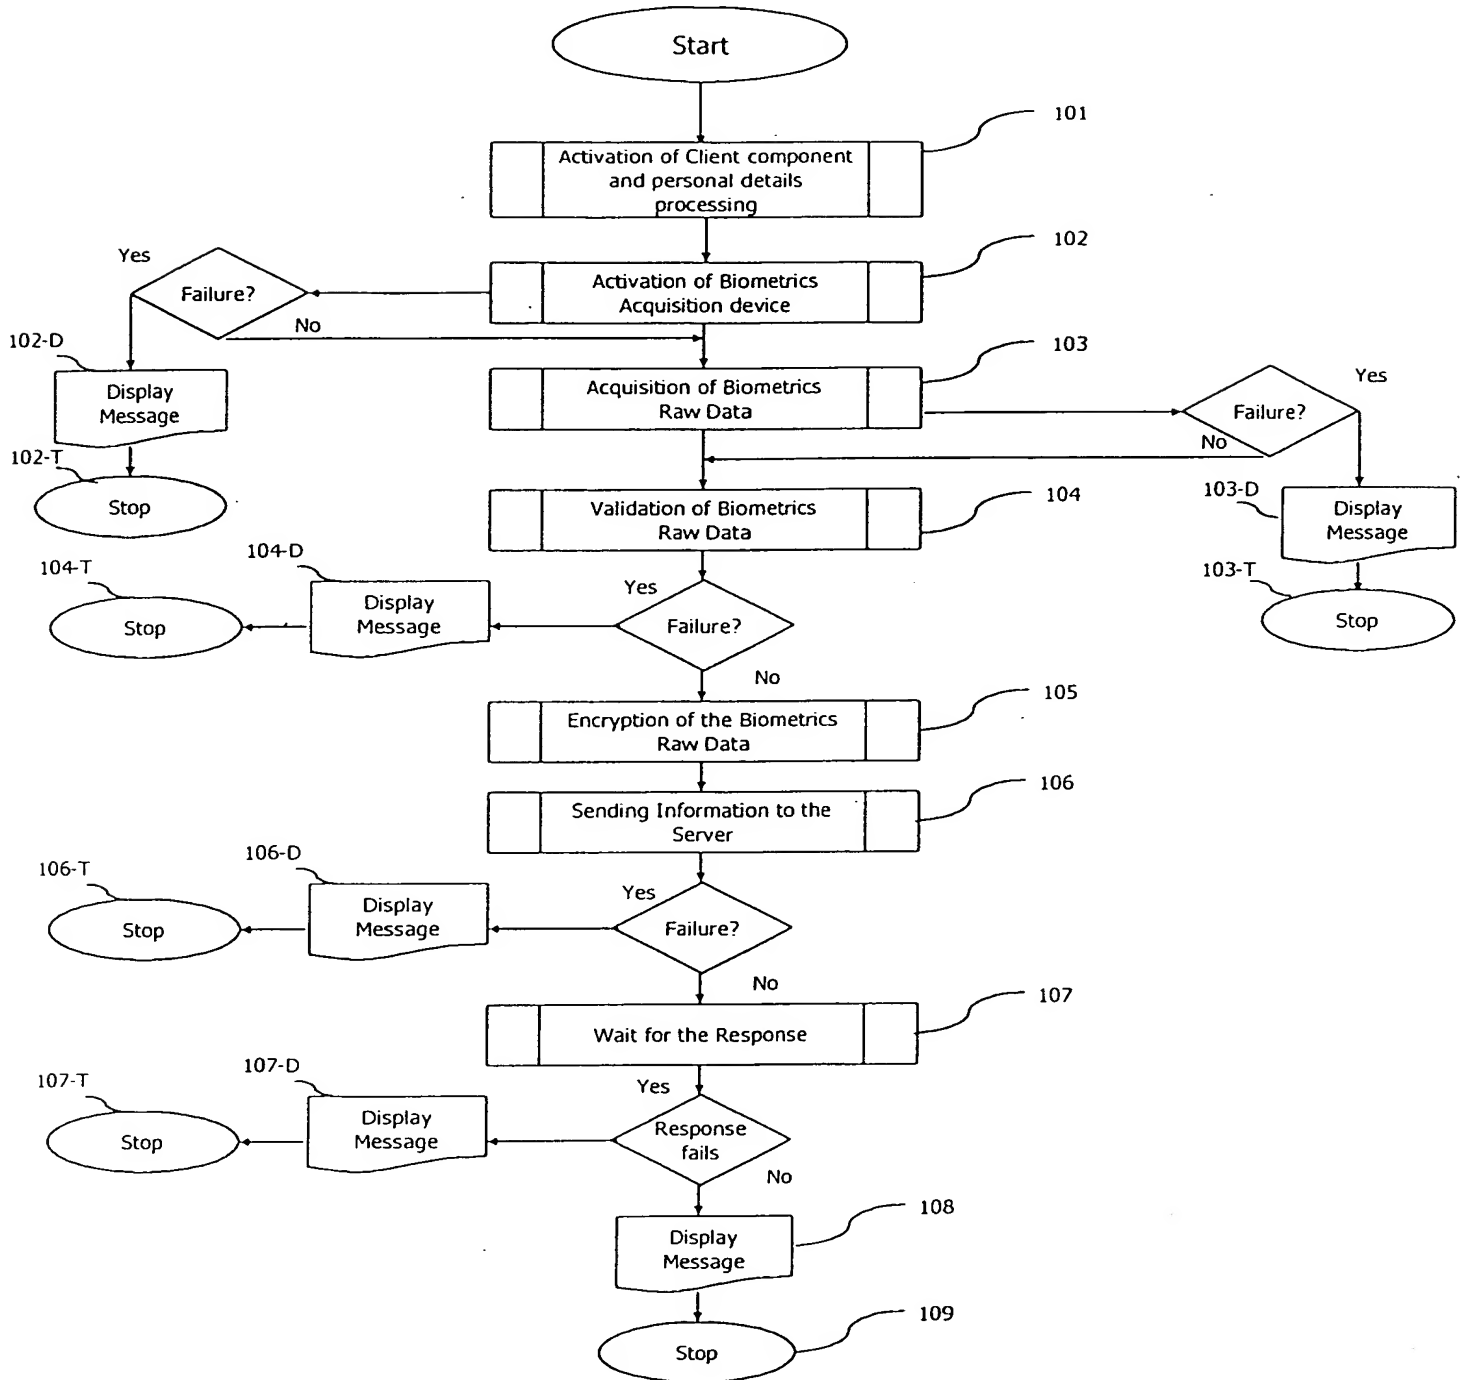 Start
101
Activation of Client component
and personal details
processing
102
Activation of Biometrics
Acquisition device
Yes
Failure?
No
102-D
Display
Message
102-T
Stop
103
Acquisition of Biometrics
Raw Data
Yes
Failure?
No
103-D
Display
Message
103-T
Stop
104
Validation of Biometrics
Raw Data
Yes
Failure?
No
104-D
Display
Message
104-T
Stop
105
Encryption of the Biometrics
Raw Data
106
Sending Information to the
Server
Yes
Failure?
No
106-D
Display
Message
106-T
Stop
107
Wait for the Response
Yes
Response
fails
No
107-D
Display
Message
107-T
Stop
108
Display
Message
109
Stop